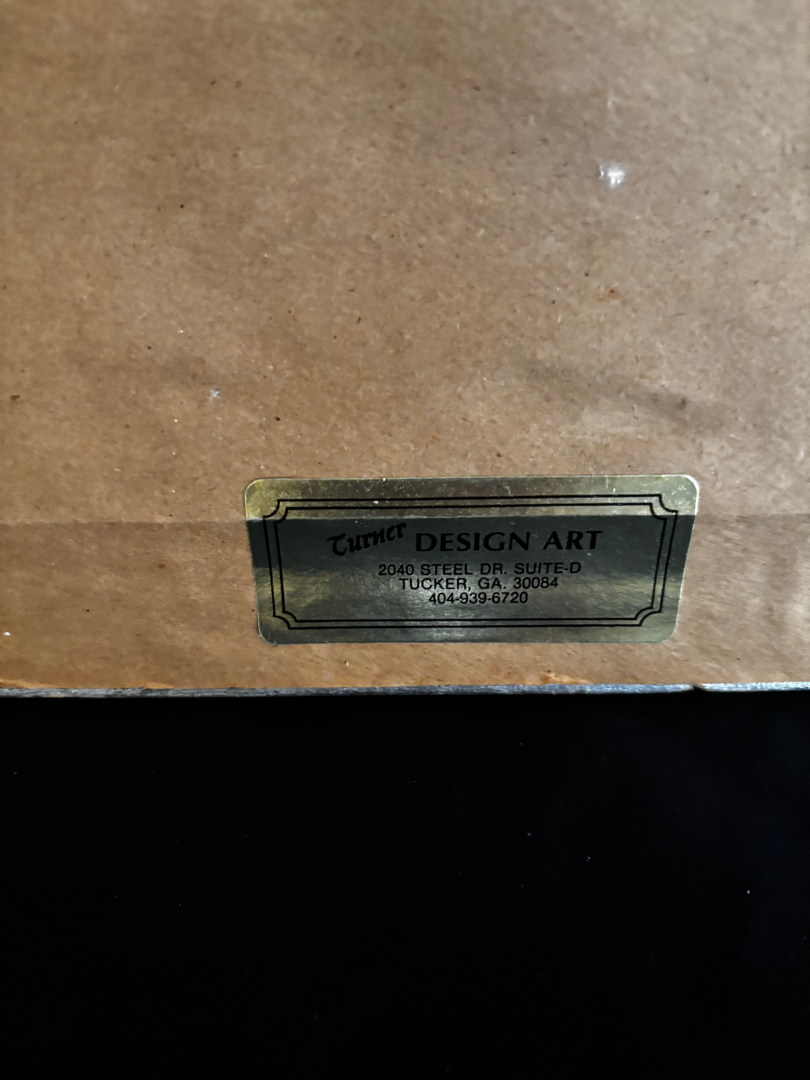 Turner DESIGN ART
2040 STEEL DR. SUITE-D
TUCKER, GA. 30084
404-939-6720